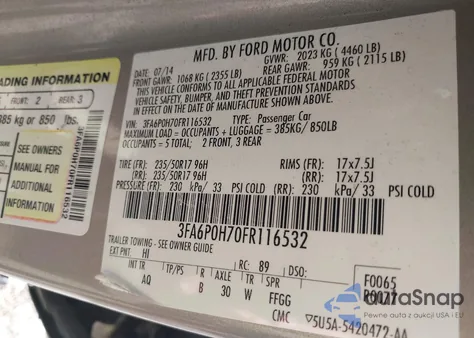 MFD. BY FORD MOTOR CO.
DATE: 07/14 GVWR: 2023 KG (4460 LB)
FRONT GAWR: 1068 KG (2355 LB) REAR GAWR: 959 KG (2115 LB)
THIS VEHICLE CONFORMS TO ALL APPLICABLE FEDERAL MOTOR
VEHICLE SAFETY, BUMPER, AND THEFT PREVENTION STANDARDS
IN EFFECT ON THE DATE OF MANUFACTURE SHOWN ABOVE.
VIN: 3FA6P0H70FR116532 TYPE: Passenger Car
MAXIMUM LOAD = OCCUPANTS + LUGGAGE = 385KG/850LB
OCCUPANTS: 5 TOTAL: 2 FRONT, 3 REAR
TIRE (FR): 235/50R17 96H RIMS (FR): 17x7.5J
(RR): 235/50R17 96H (RR): 17x7.5J
PRESSURE (FR): 230 kPa/ 33 PSI COLD (RR): 230 kPa/ 33 PSI COLD
3FA6P0H70FR116532
TRAILER TOWING - SEE OWNER GUIDE
EXT PNT: HI RC: 89 DSO: F0065
INT TR TP/PS R AXLE TR SPR
AQ B 30 W FFGG
CMC ▽5U5A-5420472-AA
ADING INFORMATION
FRONT: 2 REAR: 3
385 kg or 850 lbs.
SEE OWNERS
MANUAL FOR
ADDITIONAL
INFORMATION
3FA6P0H70FR116532
AutaSnap
Pewne zakupy z aukcji USA i EU